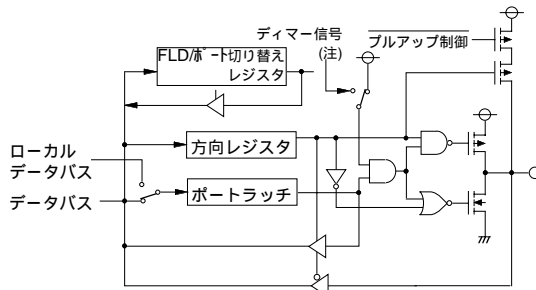 ディマー信号
(注)
プルアップ制御
FLD/ポート切り替え
レジスタ
方向レジスタ
ローカル
データバス
データバス
ポートラッチ